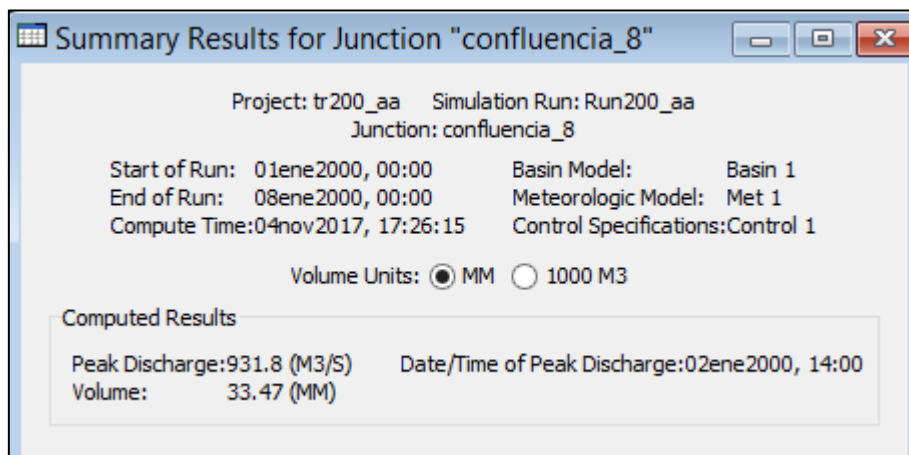 Summary Results for Junction "confluencia_8"
Project: tr200_aa Simulation Run: Run200_aa
Junction: confluencia_8
Start of Run: 01ene2000, 00:00 Basin Model: Basin 1
End of Run: 08ene2000, 00:00 Meteorologic Model: Met 1
Compute Time:04nov2017, 17:26:15 Control Specifications:Control 1
Volume Units: MM 1000 M3
Computed Results
Peak Discharge:931.8 (M3/S) Date/Time of Peak Discharge:02ene2000, 14:00
Volume: 33.47 (MM)